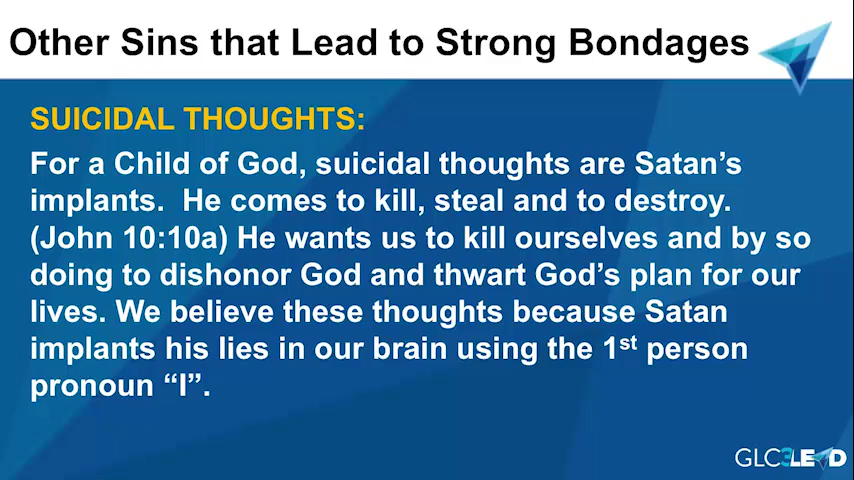 Other Sins that Lead to Strong Bondages
SUICIDAL THOUGHTS:
For a Child of God, suicidal thoughts are Satan’s
implants.  He comes to kill, steal and to destroy.
(John 10:10a) He wants us to kill ourselves and by so
doing to dishonor God and thwart God’s plan for our
lives. We believe these thoughts because Satan
implants his lies in our brain using the 1st person
pronoun “I”.
GLC3LEAD